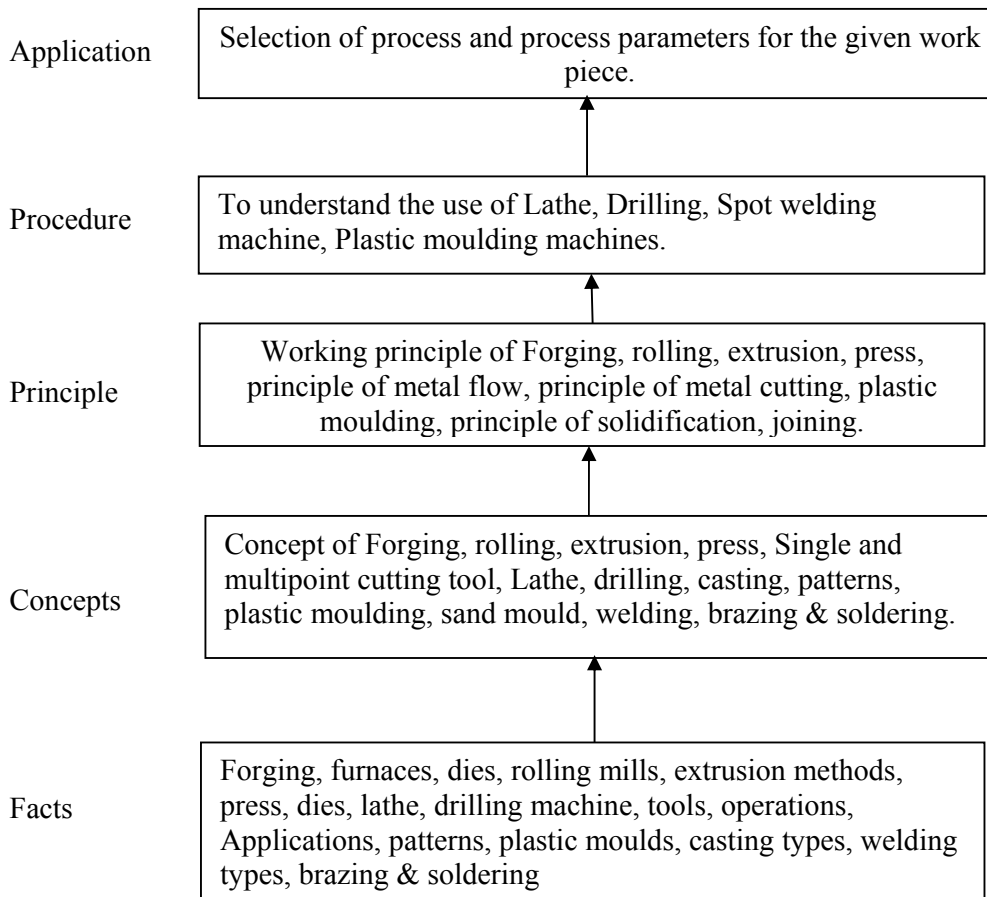 Application
Selection of process and process parameters for the given work
piece.
Procedure
To understand the use of Lathe, Drilling, Spot welding
machine, Plastic moulding machines.
Principle
Working principle of Forging, rolling, extrusion, press,
principle of metal flow, principle of metal cutting, plastic
moulding, principle of solidification, joining.
Concepts
Concept of Forging, rolling, extrusion, press, Single and
multipoint cutting tool, Lathe, drilling, casting, patterns,
plastic moulding, sand mould, welding, brazing & soldering.
Facts
Forging, furnaces, dies, rolling mills, extrusion methods,
press, dies, lathe, drilling machine, tools, operations,
Applications, patterns, plastic moulds, casting types, welding
types, brazing & soldering